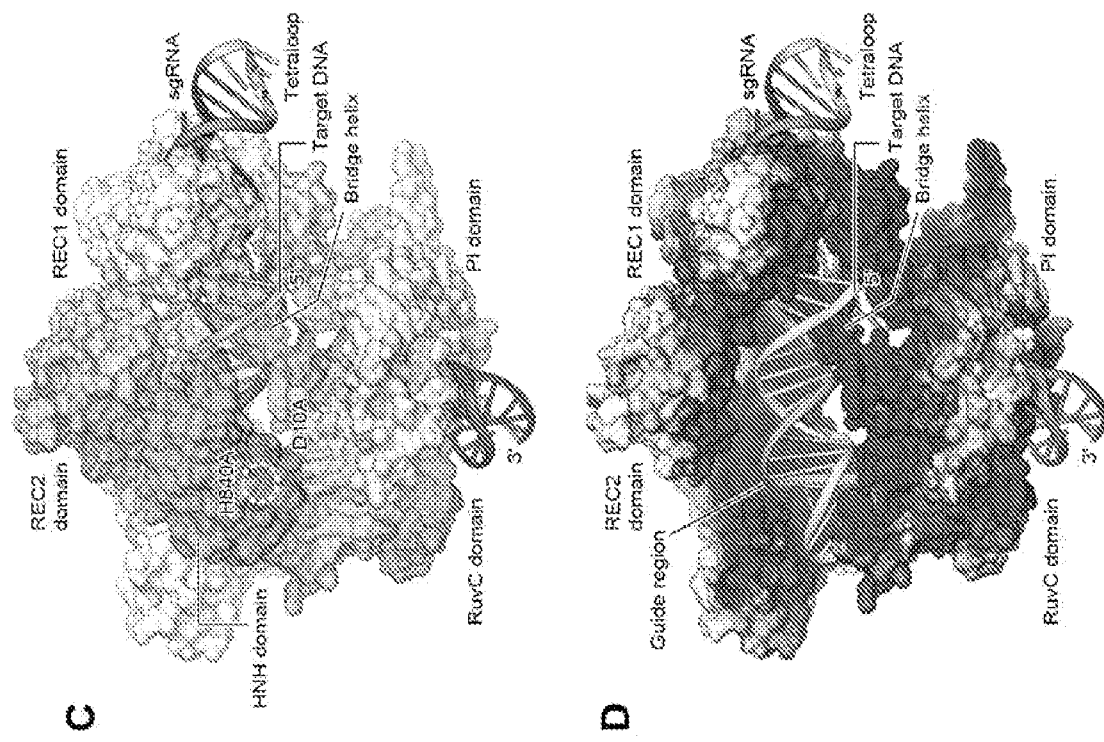 C
HNH domain
REC2
domain
REC1 domain
sgRNA
H840A
D10A
5'
Tetraloop
Target DNA
Bridge helix
PI domain
3'
RuvC domain
D
Guide region
REC2
domain
REC1 domain
sgRNA
Tetraloop
Target DNA
Bridge helix
PI domain
3'
RuvC domain